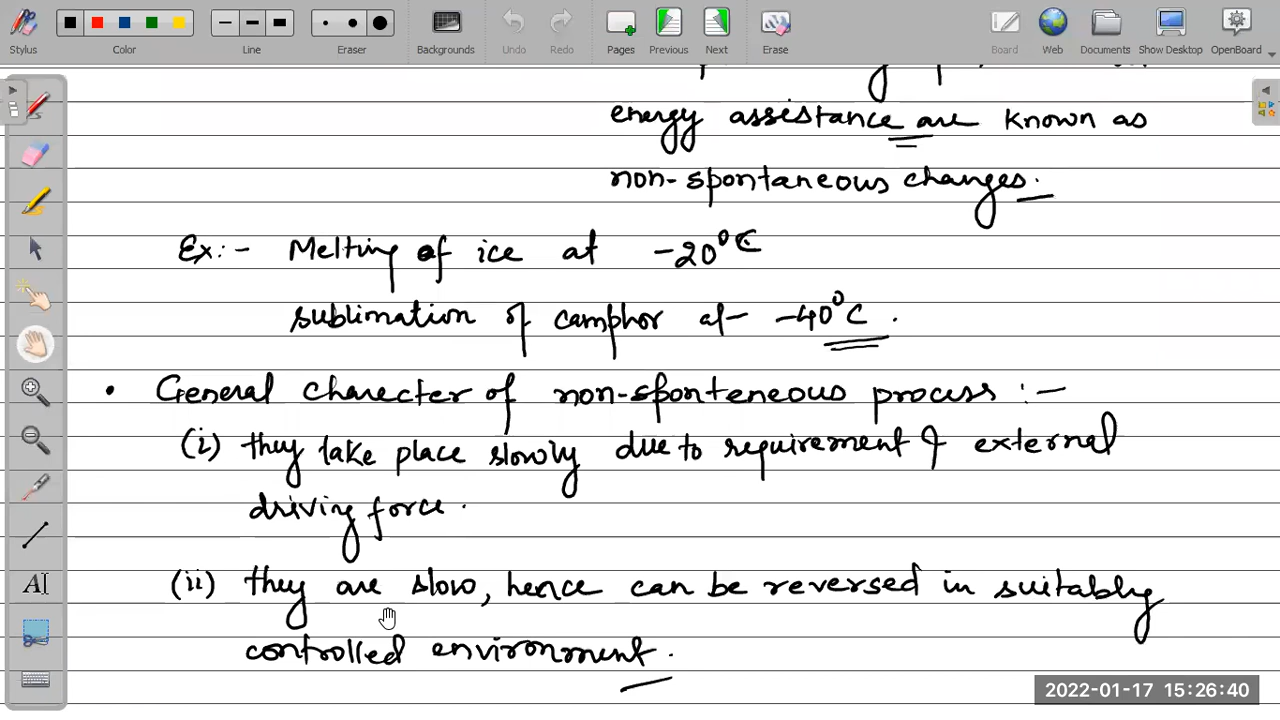 Stylus Color Line Eraser Backgrounds Undo Redo Pages Previous Next Erase Board Web Documents Show Desktop OpenBoard
energy assistance are known as
non-spontaneous changes.
Ex:- Melting of ice at -20°C
sublimation of camphor at -40°C.
• General charecter of non-sponteneous process :-
(i) they take place slowly due to requirement of external
driving force.
(ii) they are slow, hence can be reversed in suitably
controlled environment.
2022-01-17 15:26:40